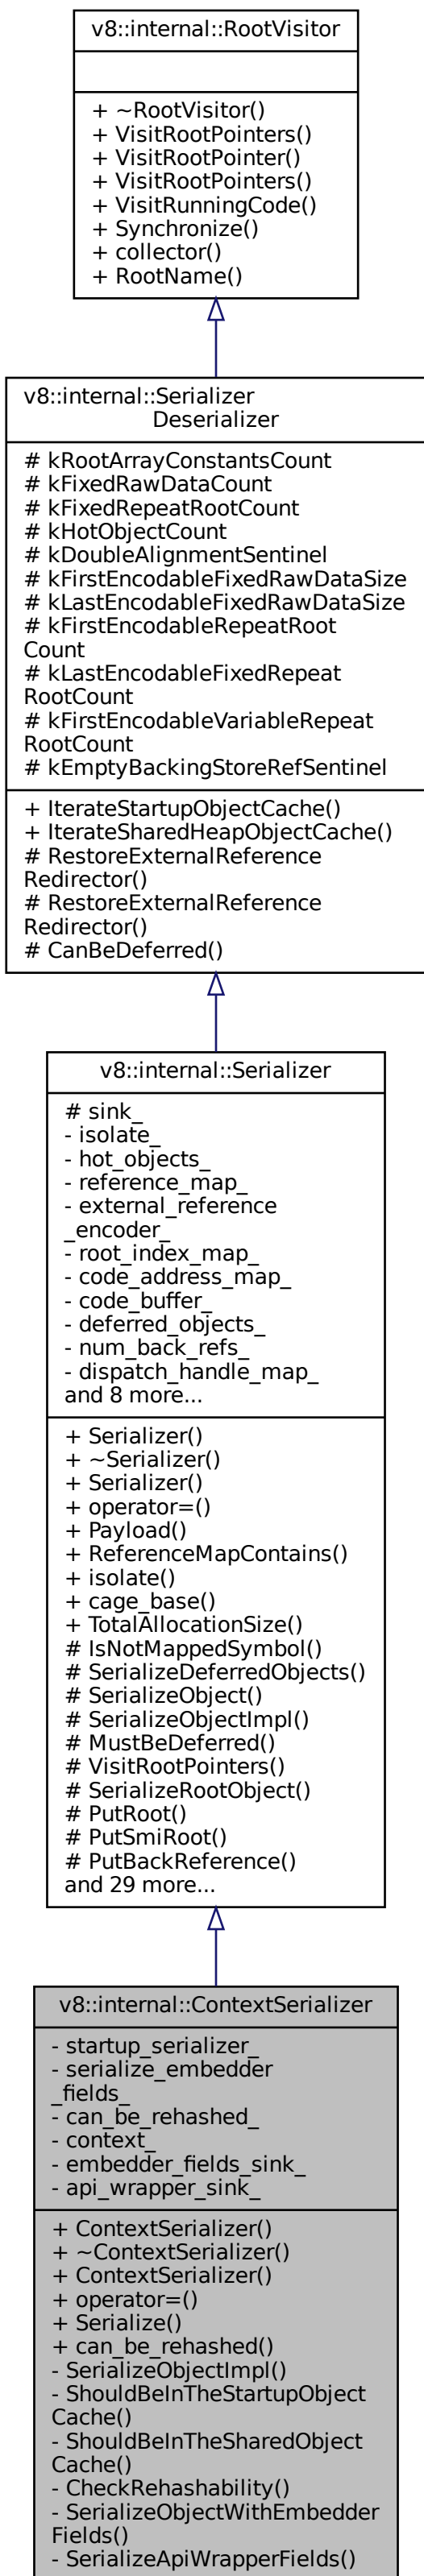 v8::internal::RootVisitor
+ ~RootVisitor()
+ VisitRootPointers()
+ VisitRootPointer()
+ VisitRootPointers()
+ VisitRunningCode()
+ Synchronize()
+ collector()
+ RootName()
v8::internal::Serializer
Deserializer
# kRootArrayConstantsCount
# kFixedRawDataCount
# kFixedRepeatRootCount
# kHotObjectCount
# kDoubleAlignmentSentinel
# kFirstEncodableFixedRawDataSize
# kLastEncodableFixedRawDataSize
# kFirstEncodableRepeatRoot
Count
# kLastEncodableFixedRepeat
RootCount
# kFirstEncodableVariableRepeat
RootCount
# kEmptyBackingStoreRefSentinel
+ IterateStartupObjectCache()
+ IterateSharedHeapObjectCache()
# RestoreExternalReference
Redirector()
# RestoreExternalReference
Redirector()
# CanBeDeferred()
v8::internal::Serializer
# sink_
- isolate_
- hot_objects_
- reference_map_
- external_reference
_encoder_
- root_index_map_
- code_address_map_
- code_buffer_
- deferred_objects_
- num_back_refs_
- dispatch_handle_map_
and 8 more...
+ Serializer()
+ ~Serializer()
+ Serializer()
+ operator=()
+ Payload()
+ ReferenceMapContains()
+ isolate()
+ cage_base()
+ TotalAllocationSize()
# IsNotMappedSymbol()
# SerializeDeferredObjects()
# SerializeObject()
# SerializeObjectImpl()
# MustBeDeferred()
# VisitRootPointers()
# SerializeRootObject()
# PutRoot()
# PutSmiRoot()
# PutBackReference()
and 29 more...
v8::internal::ContextSerializer
- startup_serializer_
- serialize_embedder
_fields_
- can_be_rehashed_
- context_
- embedder_fields_sink_
- api_wrapper_sink_
+ ContextSerializer()
+ ~ContextSerializer()
+ ContextSerializer()
+ operator=()
+ Serialize()
+ can_be_rehashed()
- SerializeObjectImpl()
- ShouldBeInTheStartupObject
Cache()
- ShouldBeInTheSharedObject
Cache()
- CheckRehashability()
- SerializeObjectWithEmbedder
Fields()
- SerializeApiWrapperFields()